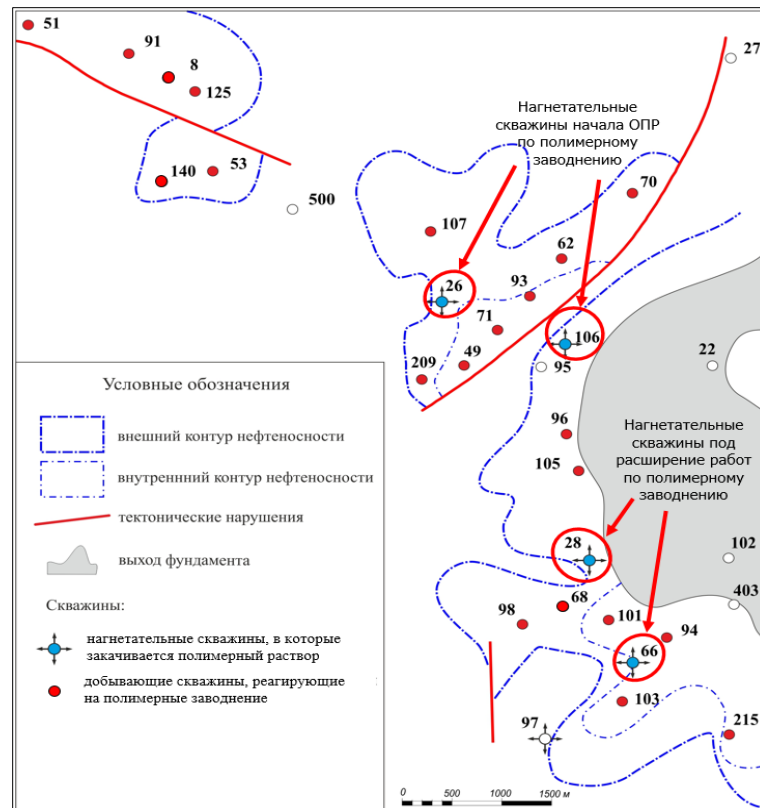 51
91
8
125
27
Нагнетательные
скважины начала ОПР
по полимерному
заводнению
140
53
500
70
107
62
26
93
71
106
49
209
95
22
96
105
Нагнетательные
скважины под
расширение работ
по полимерному
заводнению
28
102
68
403
98
101
94
66
103
97
215
Условные обозначения
внешний контур нефтеносности
внутреннний контур нефтеносности
тектонические нарушения
выход фундамента
Скважины:
нагнетательные скважины, в которые
закачивается полимерный раствор
добывающие скважины, реагирующие
на полимерные заводнение
0 500 1000 1500 м